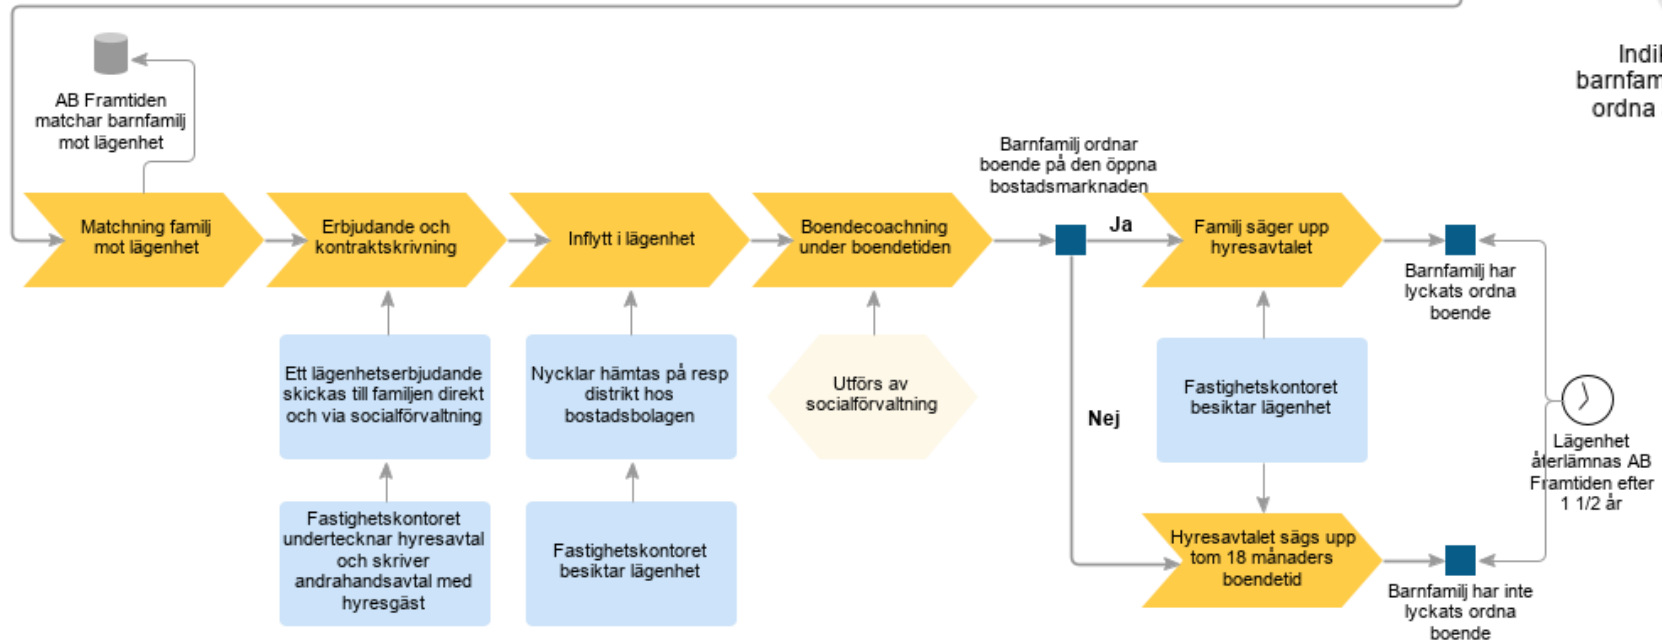 AB Framtiden
matchar barnfamilj
mot lägenhet
Matchning familj
mot lägenhet
Erbjudande och
kontraktskrivning
Inflytt i lägenhet
Boendecoachning
under boendetiden
Barnfamilj ordnar
boende på den öppna
bostadsmarknaden
Ja
Nej
Familj säger upp
hyresavtalet
Barnfamilj har
lyckats ordna
boende
Ett lägenhetserbjudande
skickas till familjen direkt
och via socialförvaltning
Nycklar hämtas på resp
distrikt hos
bostadsbolagen
Utförs av
socialförvaltning
Fastighetskontoret
besiktar lägenhet
Lägenhet
återlämnas AB
Framtiden efter
1 1/2 år
Fastighetskontoret
undertecknar hyresavtal
och skriver
andrahandsavtal med
hyresgäst
Fastighetskontoret
besiktar lägenhet
Hyresavtalet sägs upp
tom 18 månaders
boendetid
Barnfamilj har inte
lyckats ordna
boende
ordna